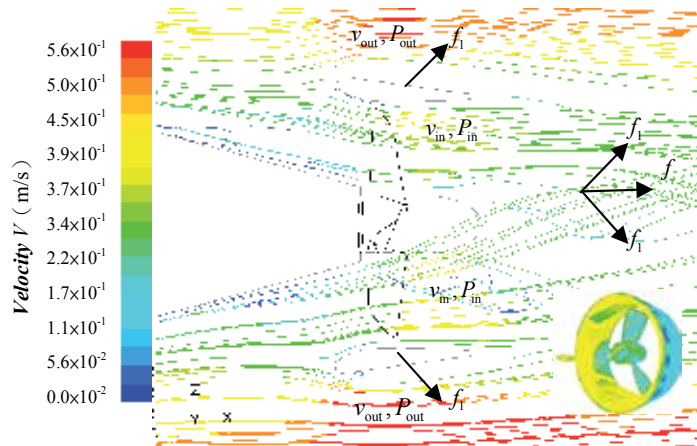 Velocity V (m/s)
5.6×10⁻¹
5.0×10⁻¹
4.5×10⁻¹
3.9×10⁻¹
3.7×10⁻¹
3.4×10⁻¹
2.2×10⁻¹
1.7×10⁻¹
1.1×10⁻¹
5.6×10⁻²
0.0×10⁻²
v_out, P_out
f_1
v_in, P_in
f_1
f
f_1
v_in, P_in
v_out, P_out
f_1
Z
Y X